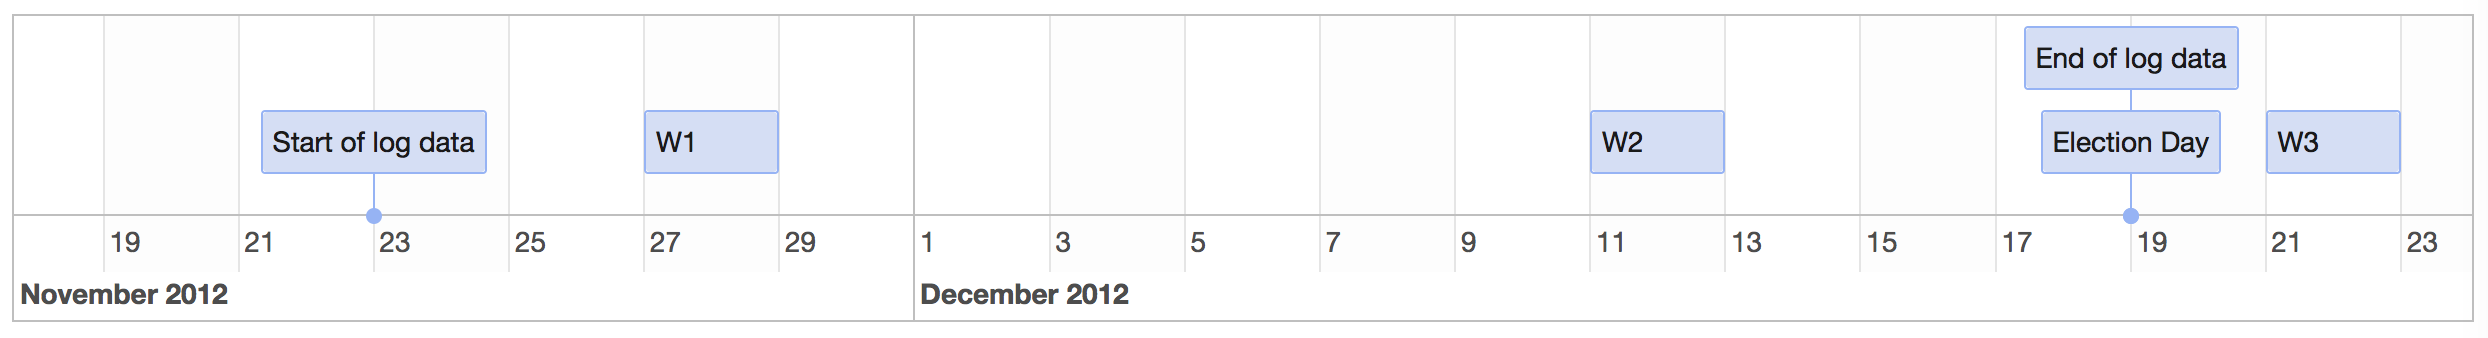 End of log data
Start of log data W1 W2 Election Day W3
19 21 23 25 27 29 1 3 5 7 9 11 13 15 17 19 21 23
November 2012 December 2012